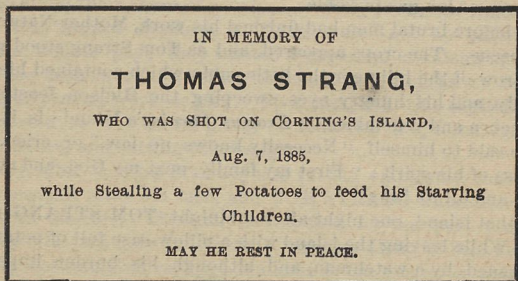 IN MEMORY OF
THOMAS STRANG,
WHO WAS SHOT ON CORNING'S ISLAND,
Aug. 7, 1885,
while Stealing a few Potatoes to feed his Starving
Children.
MAY HE REST IN PEACE.